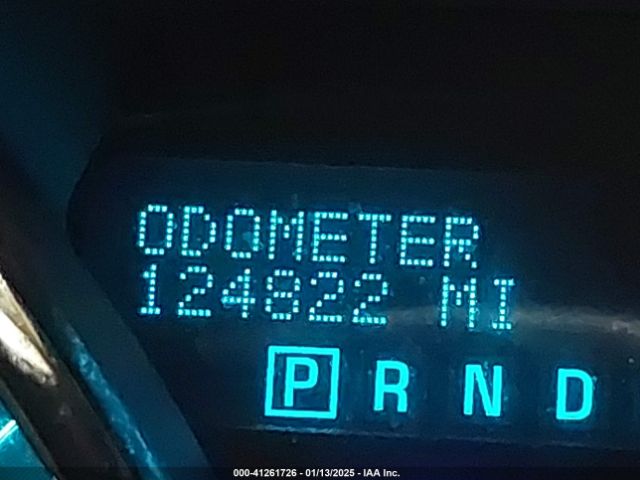 ODOMETER
124822 MI
P R N D
000-41261726 - 01/13/2025 - IAA Inc.